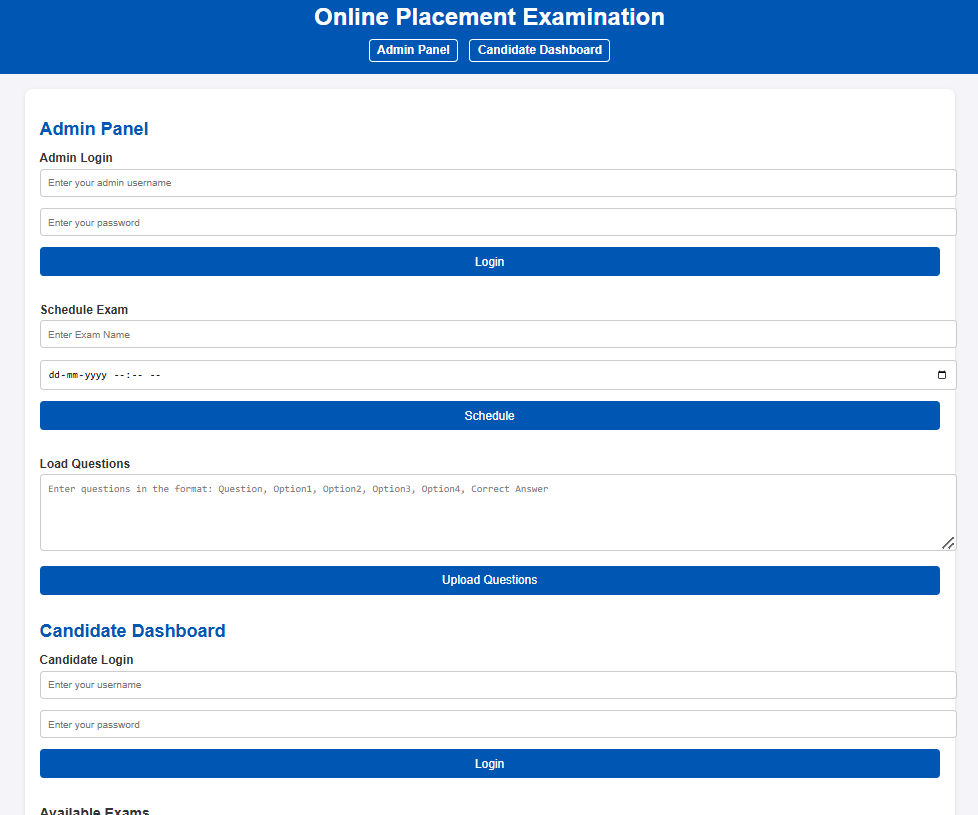 Online Placement Examination
Admin Panel Candidate Dashboard
Admin Panel
Admin Login
Enter your admin username
Enter your password
Login
Schedule Exam
Enter Exam Name
dd-mm-yyyy --:-- --
Schedule
Load Questions
Enter questions in the format: Question, Option1, Option2, Option3, Option4, Correct Answer
Upload Questions
Candidate Dashboard
Candidate Login
Enter your username
Enter your password
Login
Available Exams